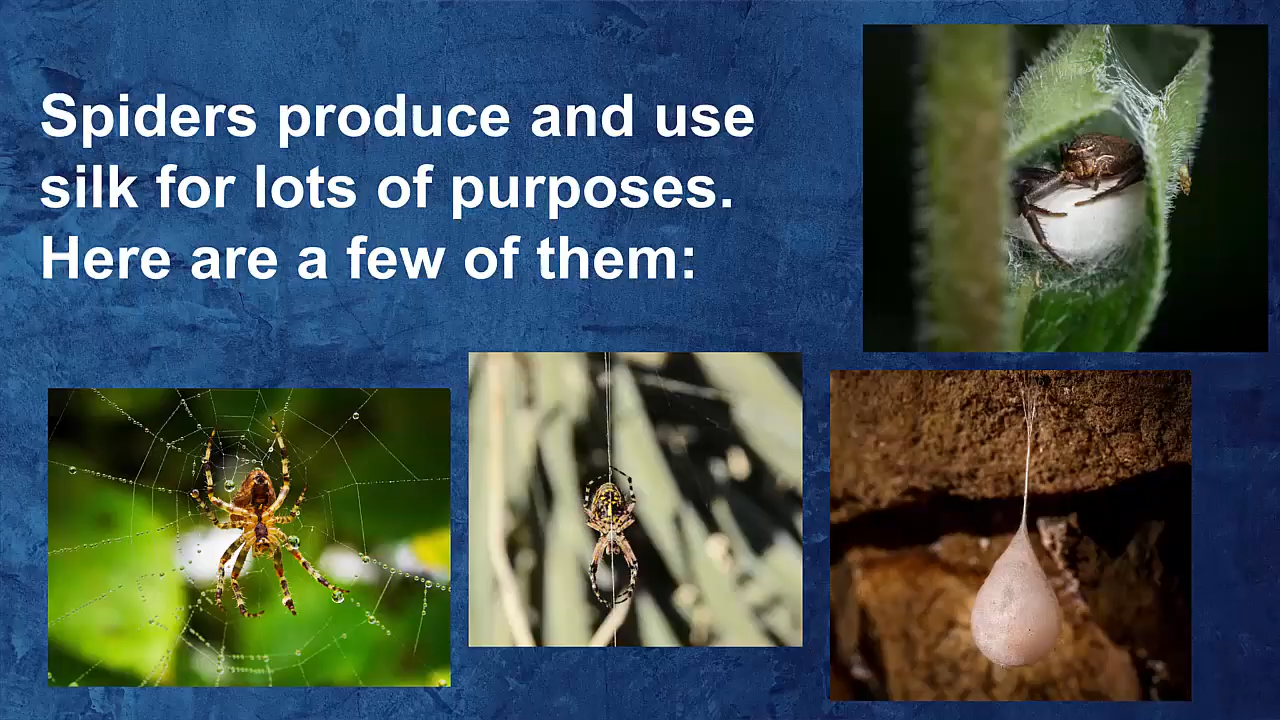 Spiders produce and use
silk for lots of purposes.
Here are a few of them: